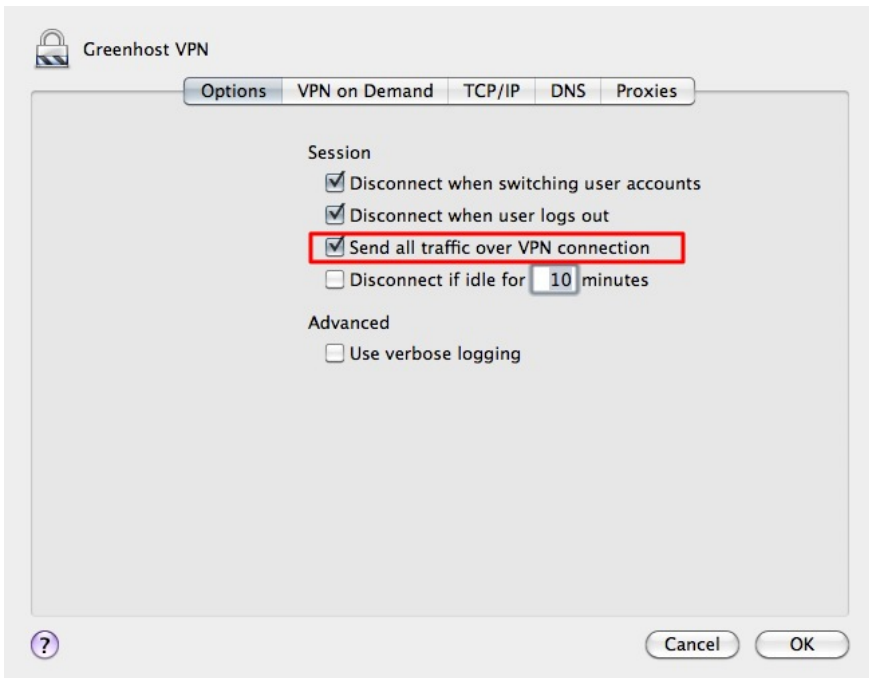 Greenhost VPN
Options VPN on Demand TCP/IP DNS Proxies
Session
Disconnect when switching user accounts
Disconnect when user logs out
Send all traffic over VPN connection
Disconnect if idle for 10 minutes
Advanced
Use verbose logging
? Cancel OK